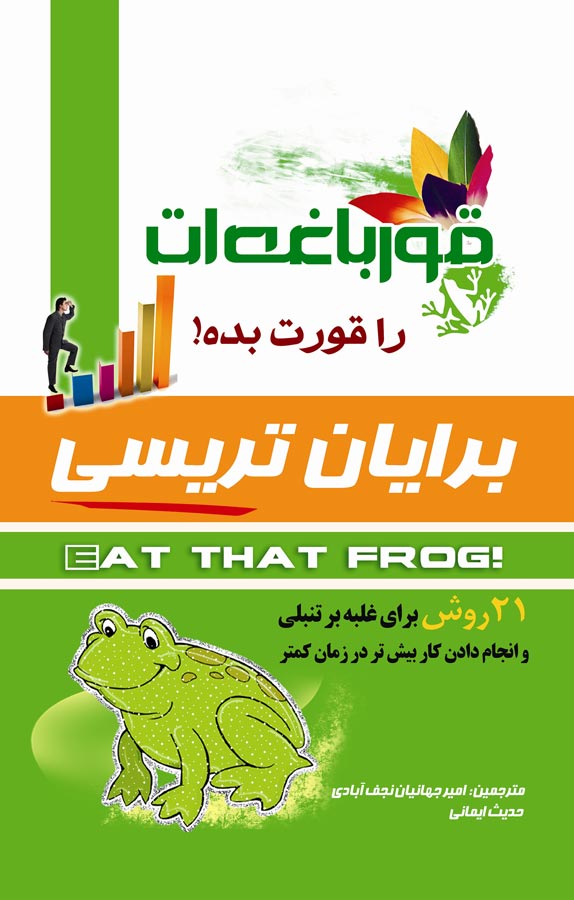 قورباغه‌ات
را قورت بده!
برایان تریسی
EAT THAT FROG!
۲۱ روش برای غلبه بر تنبلی
و انجام دادن کار بیش تر در زمان کمتر
مترجمین: امیر جهانیان نجف آبادی
حدیث ایمانی